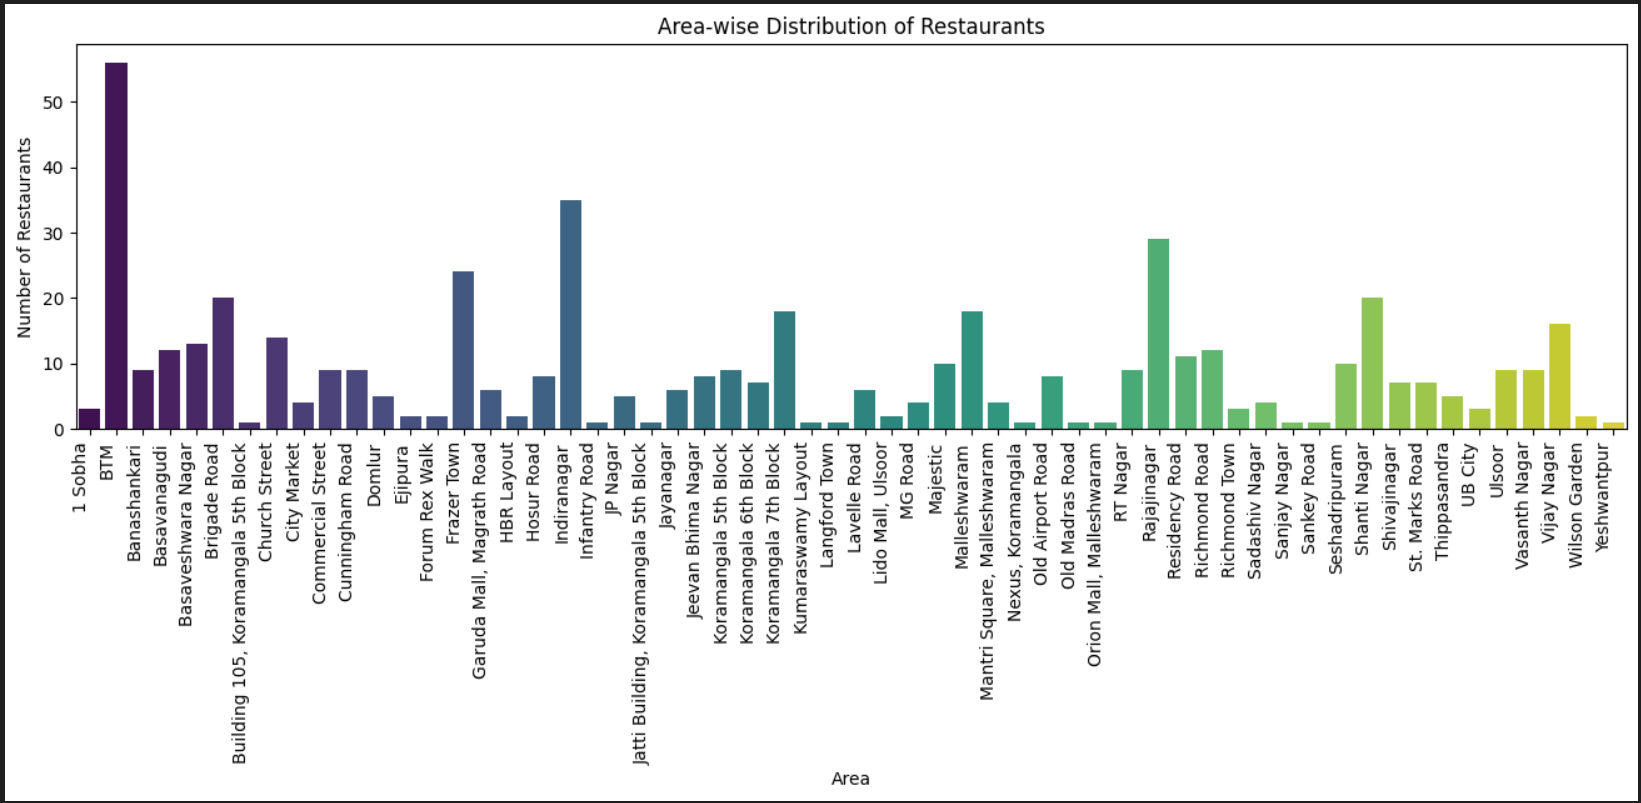 Area-wise Distribution of Restaurants
Number of Restaurants
50
40
30
20
10
0
1 Sobha
BTM
Banashankari
Basavanagudi
Basaveshwara Nagar
Brigade Road
Building 105, Koramangala 5th Block
Church Street
City Market
Commercial Street
Cunningham Road
Domlur
Ejipura
Forum Rex Walk
Frazer Town
Garuda Mall, Magrath Road
HBR Layout
Hosur Road
Indiranagar
Infantry Road
JP Nagar
Jatti Building, Koramangala 5th Block
Jayanagar
Jeevan Bhima Nagar
Koramangala 5th Block
Koramangala 6th Block
Koramangala 7th Block
Kumaraswamy Layout
Langford Town
Lavelle Road
Lido Mall, Ulsoor
MG Road
Majestic
Malleshwaram
Mantri Square, Malleshwaram
Nexus, Koramangala
Old Airport Road
Old Madras Road
Orion Mall, Malleshwaram
RT Nagar
Rajajinagar
Residency Road
Richmond Road
Richmond Town
Sadashiv Nagar
Sanjay Nagar
Sankey Road
Seshadripuram
Shanti Nagar
Shivajinagar
St. Marks Road
Thippasandra
UB City
Ulsoor
Vasanth Nagar
Vijay Nagar
Wilson Garden
Yeshwantpur
Area